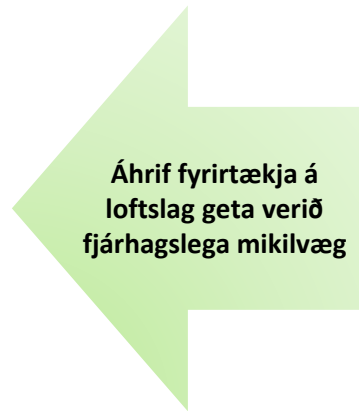 Áhrif fyrirtækja á
loftslag geta verið
fjárhagslega mikilvæg